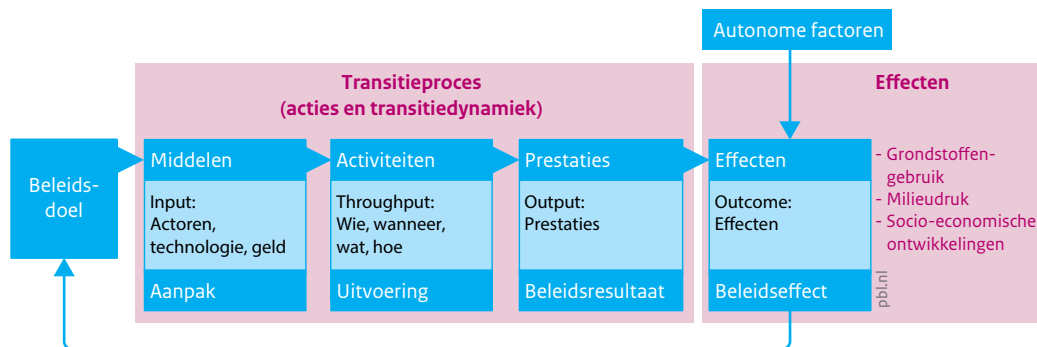 Autonome factoren
Transitieproces
(acties en transitiedynamiek)
Effecten
Beleids-
doel
Middelen
Input:
Actoren,
technologie, geld
Aanpak
Activiteiten
Throughput:
Wie, wanneer,
wat, hoe
Uitvoering
Prestaties
Output:
Prestaties
Beleidsresultaat
Effecten
Outcome:
Effecten
Beleidseffect
- Grondstoffen-
gebruik
- Milieudruk
- Socio-economische
ontwikkelingen
pbl.nl